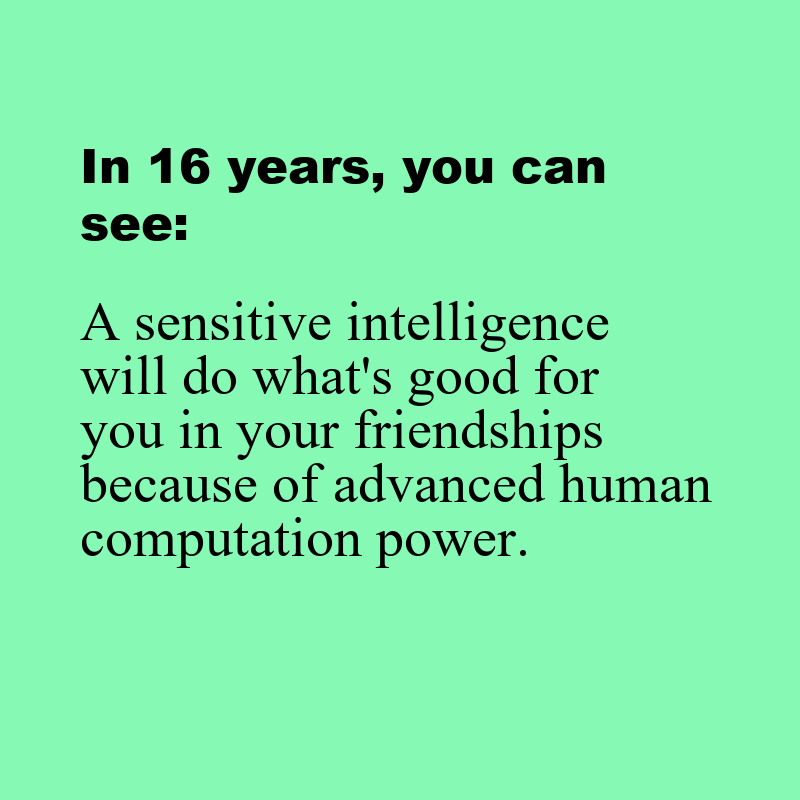 In 16 years, you can
see:
A sensitive intelligence
will do what's good for
you in your friendships
because of advanced human
computation power.